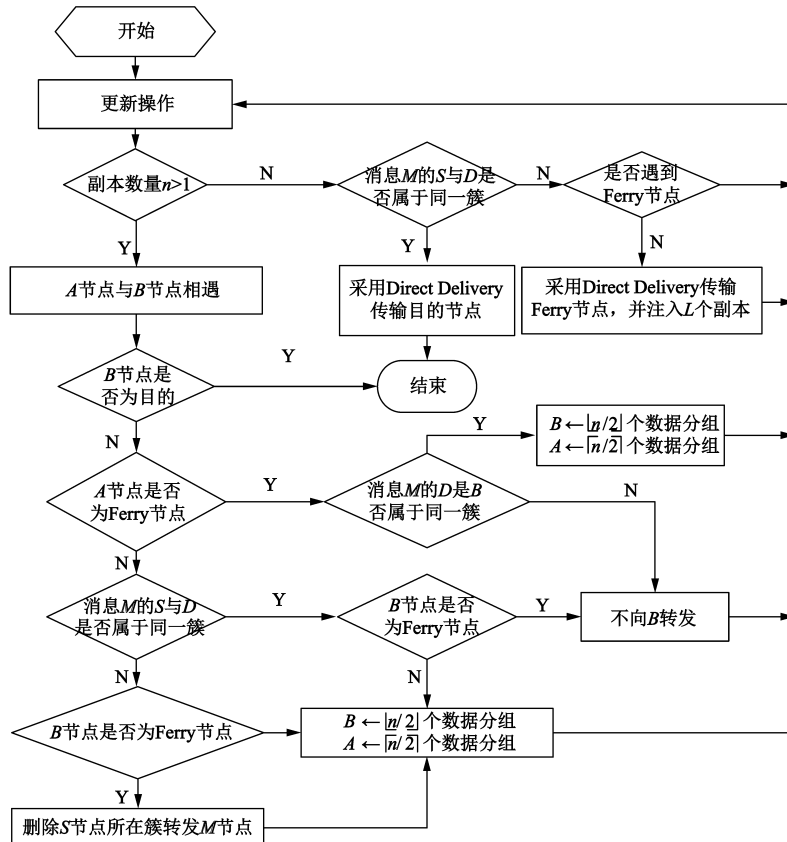 开始
更新操作
副本数量n>1
N
消息M的S与D是
否属于同一簇
N
是否遇到
Ferry节点
Y
Y
N
A节点与B节点相遇
采用Direct Delivery
传输目的节点
采用Direct Delivery传输
Ferry节点，并注入L个副本
B节点是
否为目的
Y
结束
N
Y
B←⌊n/2⌋个数据分组
A←⌈n/2⌉个数据分组
A节点是否
为Ferry节点
Y
消息M的D是B
否属于同一簇
N
N
消息M的S与D
是否属于同一簇
Y
B节点是否
为Ferry节点
Y
不向B转发
N
N
B节点是否为Ferry节点
B←⌊n/2⌋个数据分组
A←⌈n/2⌉个数据分组
Y
删除S节点所在簇转发M节点